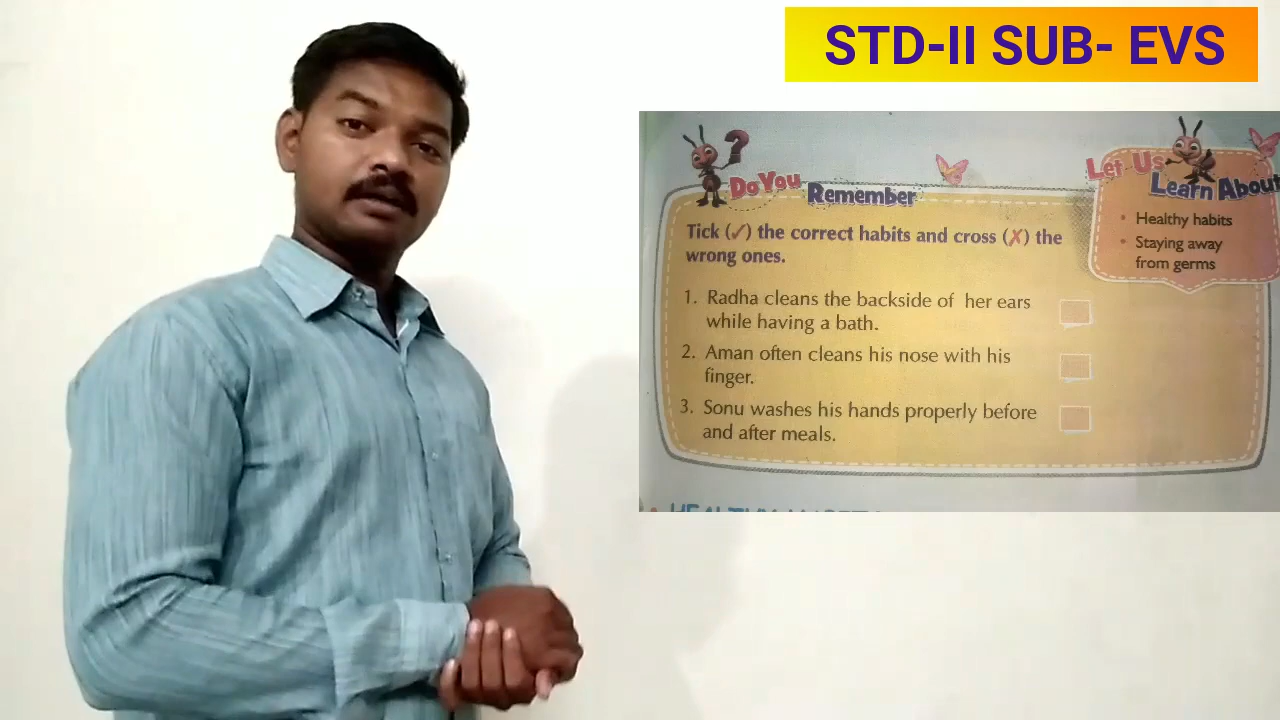 STD-II SUB- EVS
Do You Remember
Let Us
Learn About
• Healthy habits
• Staying away
from germs
Tick (✓) the correct habits and cross (✗) the
wrong ones.
1. Radha cleans the backside of her ears
while having a bath.
2. Aman often cleans his nose with his
finger.
3. Sonu washes his hands properly before
and after meals.